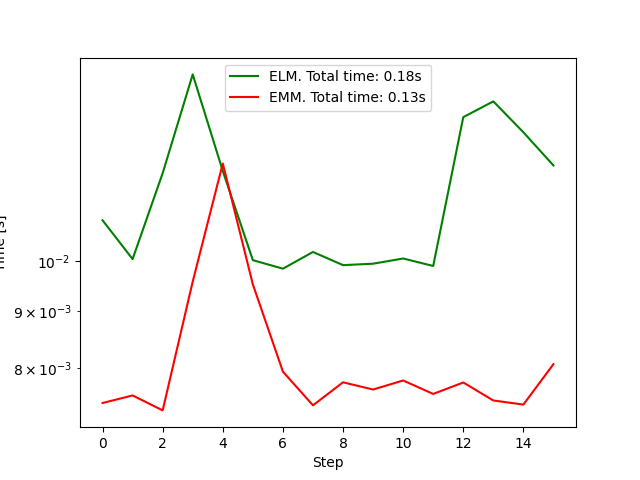 ELM. Total time: 0.18s
EMM. Total time: 0.13s
Time [s]
10⁻²
9 × 10⁻³
8 × 10⁻³
0 2 4 6 8 10 12 14
Step